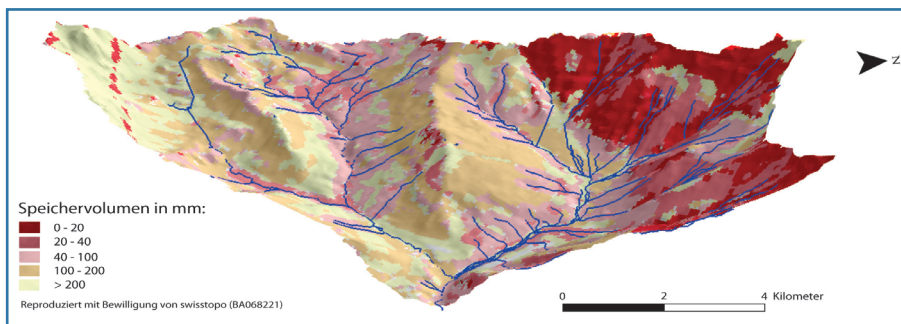 N
Speichervolumen in mm:
0 - 20
20 - 40
40 - 100
100 - 200
> 200
Reproduziert mit Bewilligung von swisstopo (BA068221)
0 2 4 Kilometer